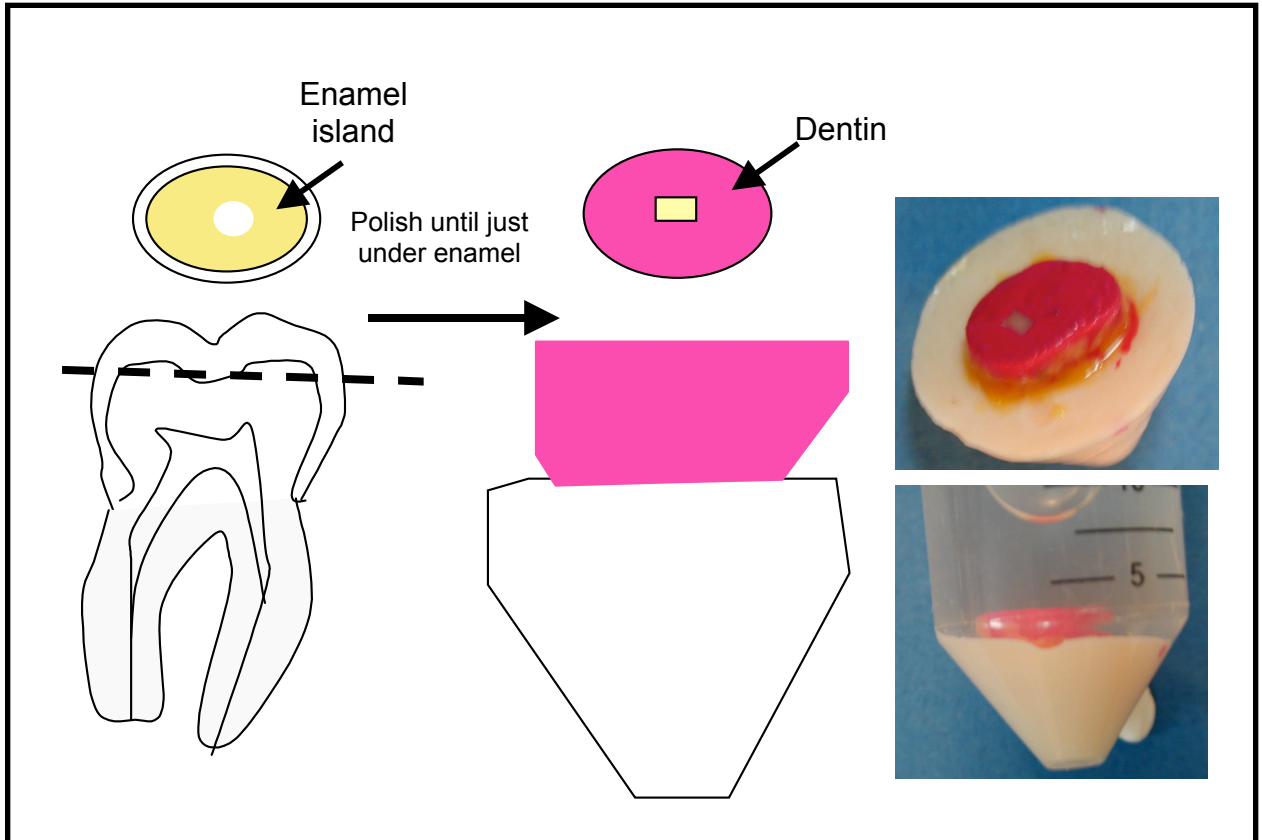 Enamel
island
Dentin
Polish until just
under enamel
5